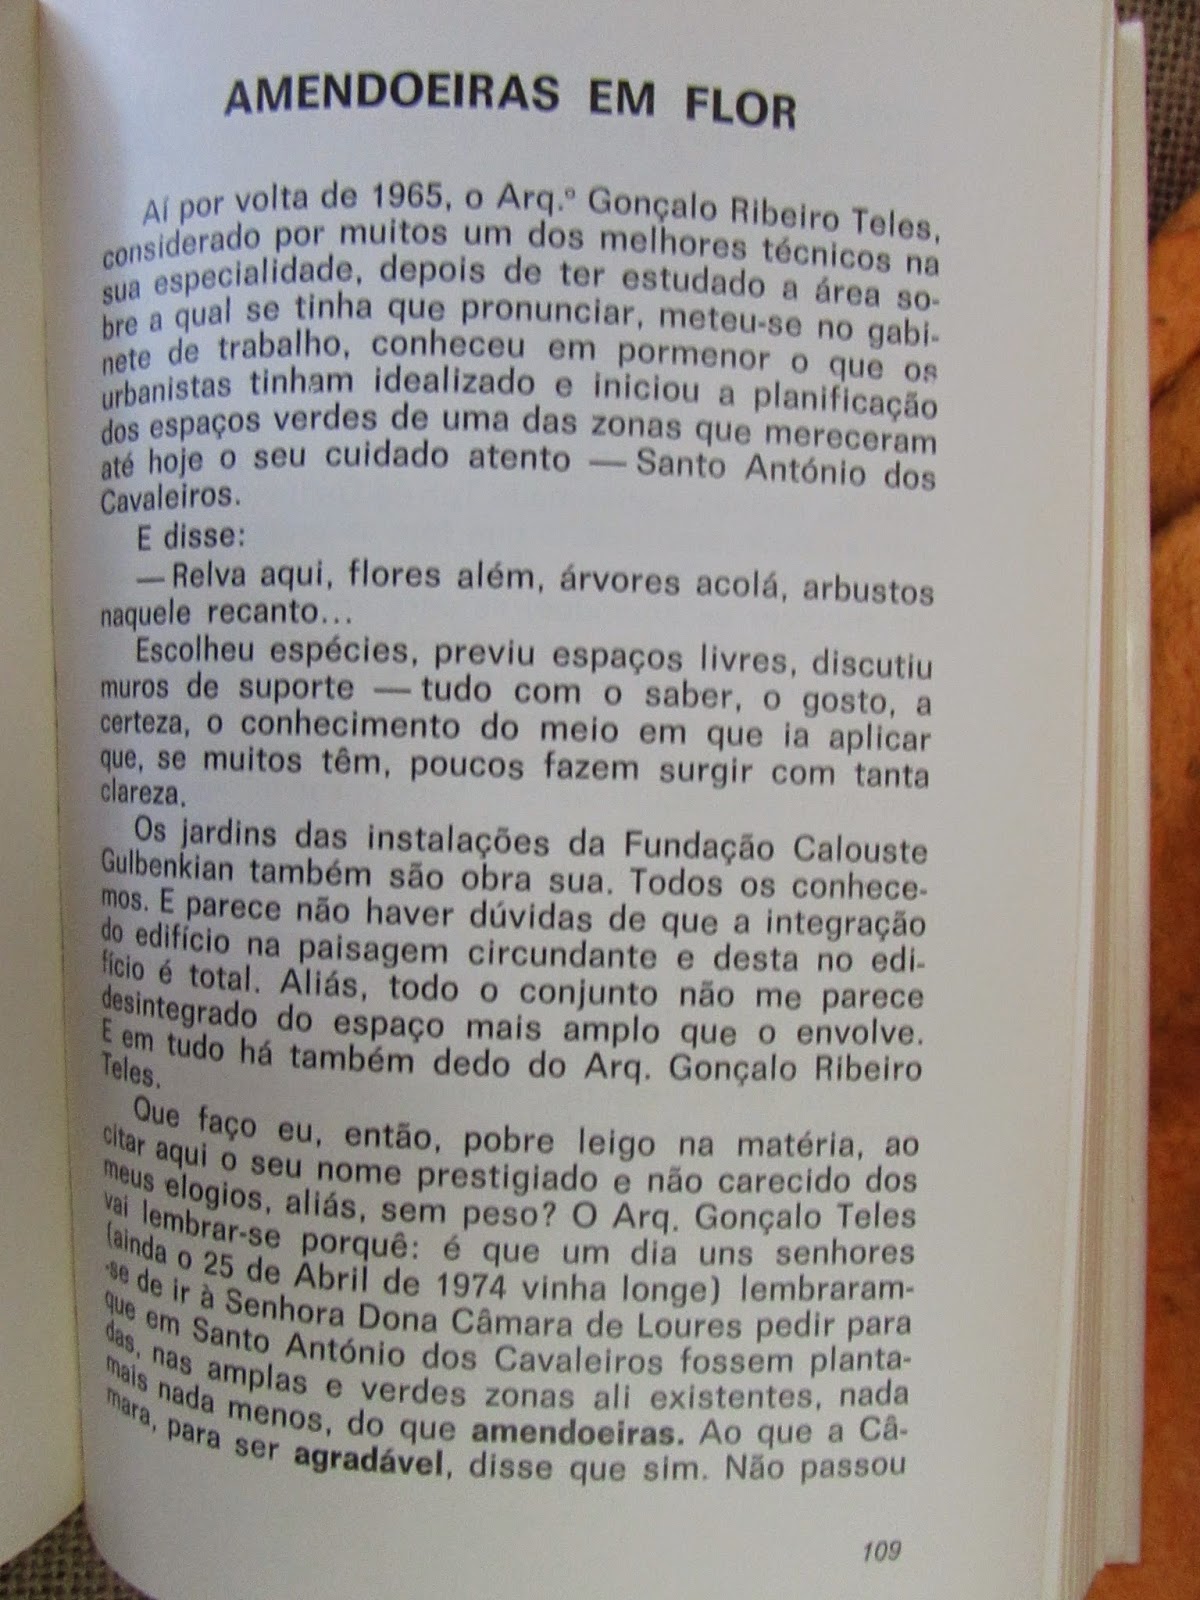 AMENDOEIRAS EM FLOR
Aí por volta de 1965, o Arq.º Gonçalo Ribeiro Teles,
considerado por muitos um dos melhores técnicos na
sua especialidade, depois de ter estudado a área so-
bre a qual se tinha que pronunciar, meteu-se no gabi-
nete de trabalho, conheceu em pormenor o que os
urbanistas tinham idealizado e iniciou a planificação
dos espaços verdes de uma das zonas que mereceram
até hoje o seu cuidado atento — Santo António dos
Cavaleiros.
E disse:
— Relva aqui, flores além, árvores acolá, arbustos
naquele recanto...
Escolheu espécies, previu espaços livres, discutiu
muros de suporte — tudo com o saber, o gosto, a
certeza, o conhecimento do meio em que ia aplicar
que, se muitos têm, poucos fazem surgir com tanta
clareza.
Os jardins das instalações da Fundação Calouste
Gulbenkian também são obra sua. Todos os conhece-
mos. E parece não haver dúvidas de que a integração
do edifício na paisagem circundante e desta no edi-
fício é total. Aliás, todo o conjunto não me parece
desintegrado do espaço mais amplo que o envolve.
E em tudo há também dedo do Arq. Gonçalo Ribeiro
Teles.
Que faço eu, então, pobre leigo na matéria, ao
citar aqui o seu nome prestigiado e não carecido dos
meus elogios, aliás, sem peso? O Arq. Gonçalo Teles
vai lembrar-se porquê: é que um dia uns senhores
(ainda o 25 de Abril de 1974 vinha longe) lembraram-
-se de ir à Senhora Dona Câmara de Loures pedir para
que em Santo António dos Cavaleiros fossem planta-
das, nas amplas e verdes zonas ali existentes, nada
mais nada menos, do que amendoeiras. Ao que a Câ-
mara, para ser agradável, disse que sim. Não passou
109